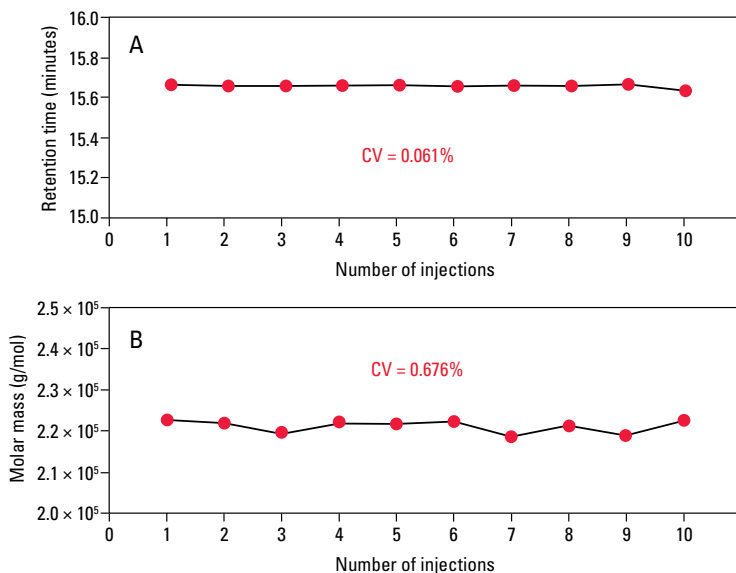 A
Retention time (minutes)
16.0
15.8
15.6
15.4
15.2
15.0
CV = 0.061%
0 1 2 3 4 5 6 7 8 9 10
Number of injections
B
Molar mass (g/mol)
2.5 × 10⁵
2.4 × 10⁵
2.3 × 10⁵
2.2 × 10⁵
2.1 × 10⁵
2.0 × 10⁵
CV = 0.676%
0 1 2 3 4 5 6 7 8 9 10
Number of injections